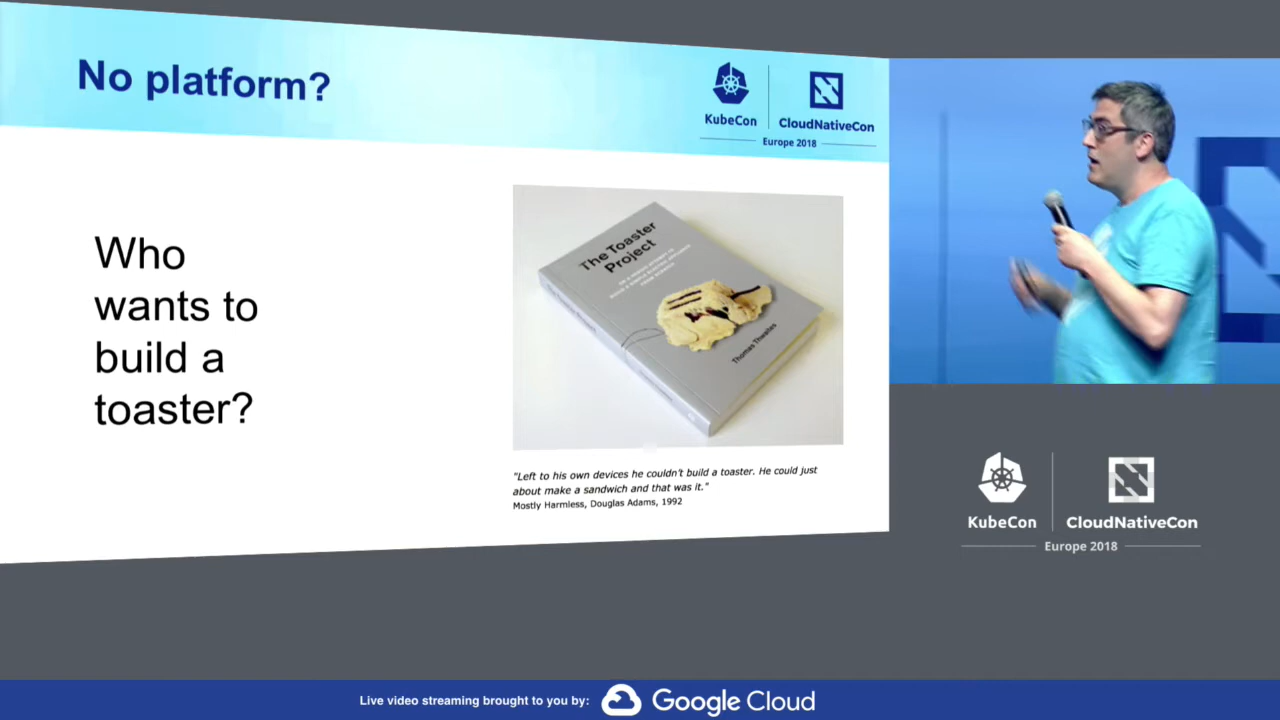 No platform?
KubeCon
CloudNativeCon
Europe 2018
Who
wants to
build a
toaster?
The Toaster
Project
Thomas Thwaites
"Left to his own devices he couldn't build a toaster. He could just
about make a sandwich and that was it."
Mostly Harmless, Douglas Adams, 1992
KubeCon
CloudNativeCon
Europe 2018
Live video streaming brought to you by:
Google Cloud